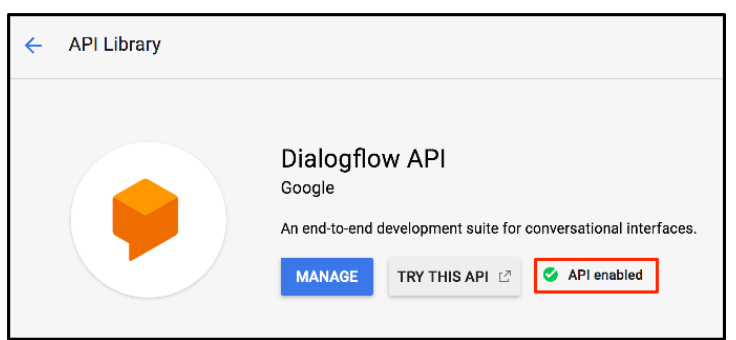 API Library
Dialogflow API
Google
An end-to-end development suite for conversational interfaces.
MANAGE TRY THIS API API enabled